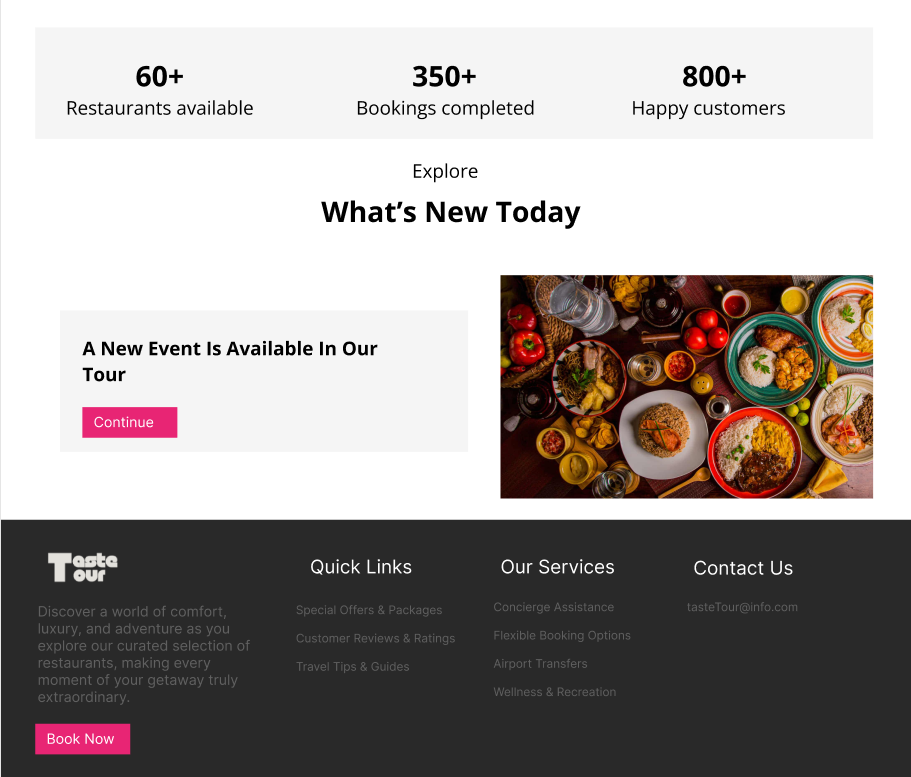 60+
Restaurants available
350+
Bookings completed
800+
Happy customers
Explore
What’s New Today
A New Event Is Available In Our
Tour
Continue
Taste
Tour
Discover a world of comfort,
luxury, and adventure as you
explore our curated selection of
restaurants, making every
moment of your getaway truly
extraordinary.
Book Now
Quick Links
Special Offers & Packages
Customer Reviews & Ratings
Travel Tips & Guides
Our Services
Concierge Assistance
Flexible Booking Options
Airport Transfers
Wellness & Recreation
Contact Us
tasteTour@info.com